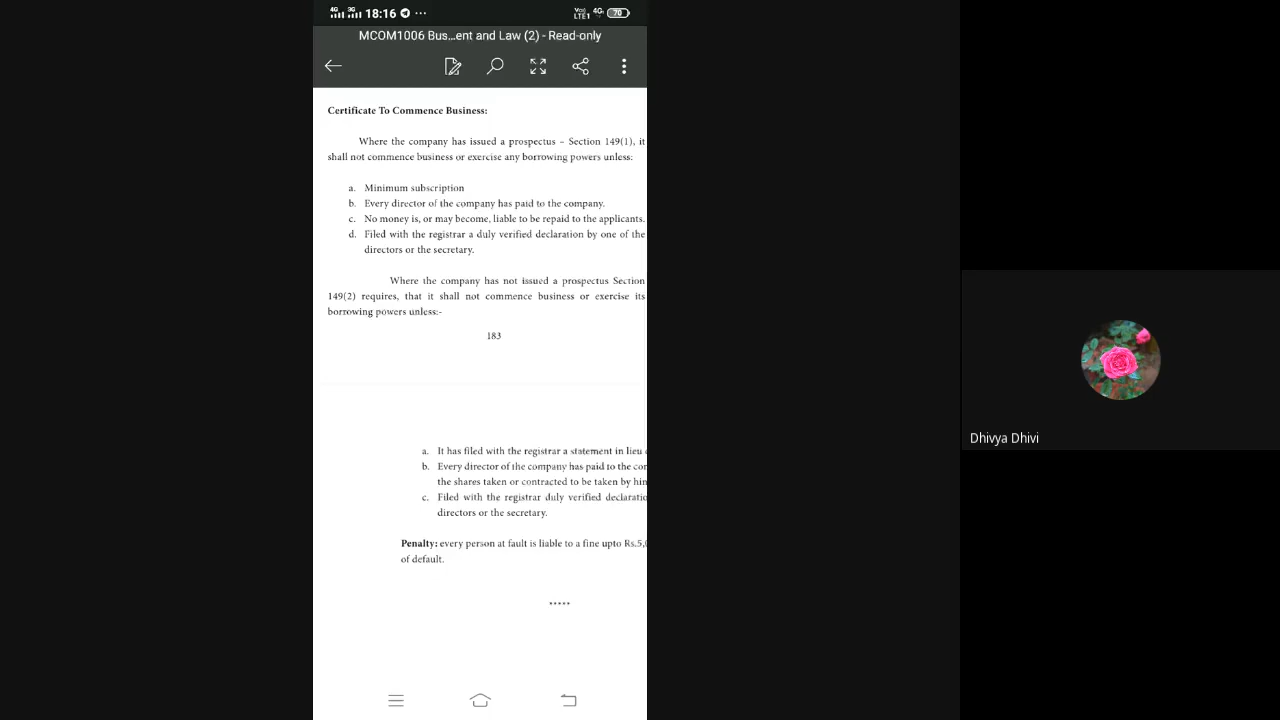 4G 3G 18:16 ··· Vo) LTE1 4G 70
MCOM1006 Bus...ent and Law (2) - Read-only
Certificate To Commence Business:
Where the company has issued a prospectus – Section 149(1), it
shall not commence business or exercise any borrowing powers unless:
a. Minimum subscription
b. Every director of the company has paid to the company.
c. No money is, or may become, liable to be repaid to the applicants.
d. Filed with the registrar a duly verified declaration by one of the
directors or the secretary.
Where the company has not issued a prospectus Section
149(2) requires, that it shall not commence business or exercise its
borrowing powers unless:-
183
a. It has filed with the registrar a statement in lieu
b. Every director of the company has paid to the
the shares taken or contracted to be taken by
c. Filed with the registrar duly verified
directors or the secretary.
Penalty: every person at fault is liable to a fine upto
of default.
*****
Dhivya Dhivi